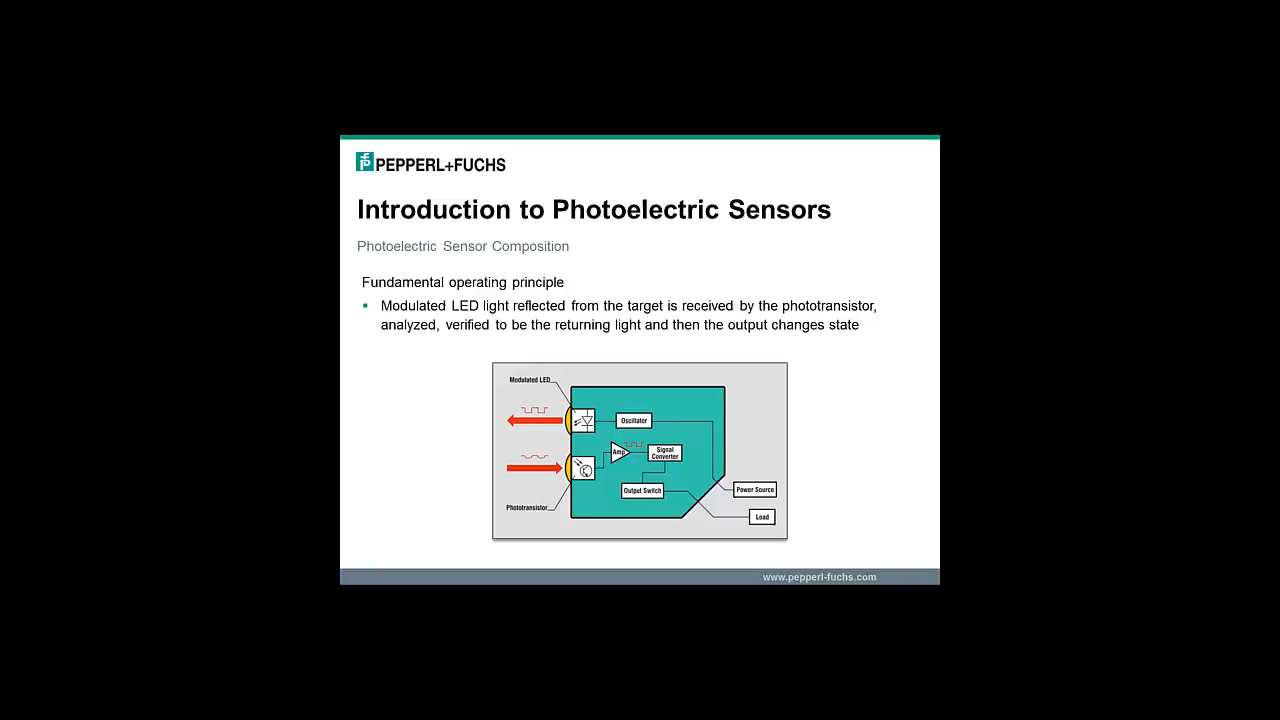 PEPPERL+FUCHS
Introduction to Photoelectric Sensors
Photoelectric Sensor Composition
Fundamental operating principle
Modulated LED light reflected from the target is received by the phototransistor,
analyzed, verified to be the returning light and then the output changes state
Modulated LED
Oscillator
Amp
Signal
Converter
Output Switch
Power Source
Phototransistor
Load
www.pepperl-fuchs.com